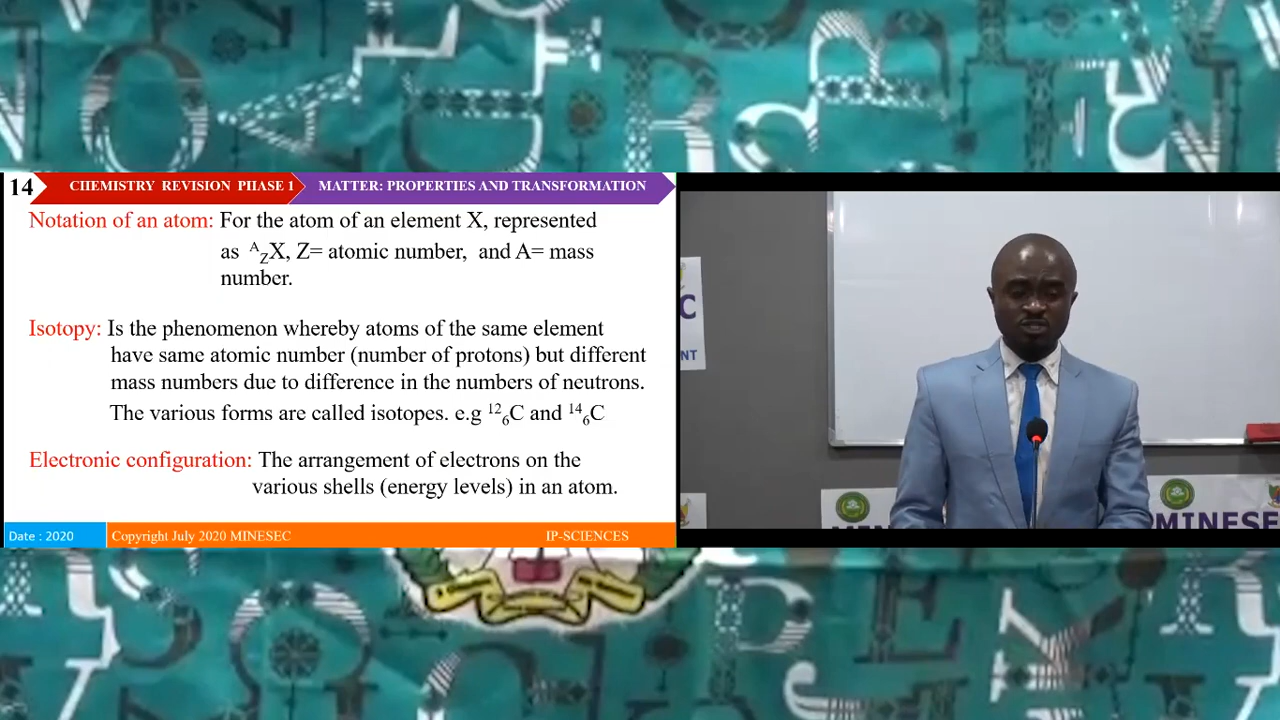 14
CHEMISTRY REVISION PHASE 1
MATTER: PROPERTIES AND TRANSFORMATION
Notation of an atom: For the atom of an element X, represented
as ᴬ_ZX, Z= atomic number, and A= mass
number.
Isotopy: Is the phenomenon whereby atoms of the same element
have same atomic number (number of protons) but different
mass numbers due to difference in the numbers of neutrons.
The various forms are called isotopes. e.g ¹²₆C and ¹⁴₆C
Electronic configuration: The arrangement of electrons on the
various shells (energy levels) in an atom.
Date : 2020
Copyright July 2020 MINESEC
IP-SCIENCES
C
NT
MINESEC